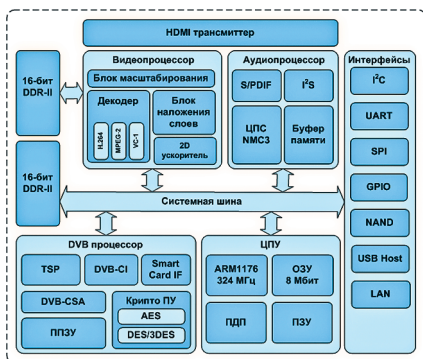 HDMI трансмиттер
16-бит
DDR-II
16-бит
DDR-II
Видеопроцессор
Блок масштабирования
Декодер
H.264
MPEG-2
VC-1
Блок
наложения
слоев
2D
ускоритель
Аудиопроцессор
S/PDIF
I²S
ЦПС
NMC3
Буфер
памяти
Интерфейсы
I²C
UART
SPI
GPIO
NAND
USB Host
LAN
Системная шина
DVB процессор
TSP
DVB-CI
Smart
Card IF
DVB-CSA
ППЗУ
Крипто ПУ
AES
DES/3DES
ЦПУ
ARM1176
324 МГц
ОЗУ
8 Мбит
ПДП
ПЗУ